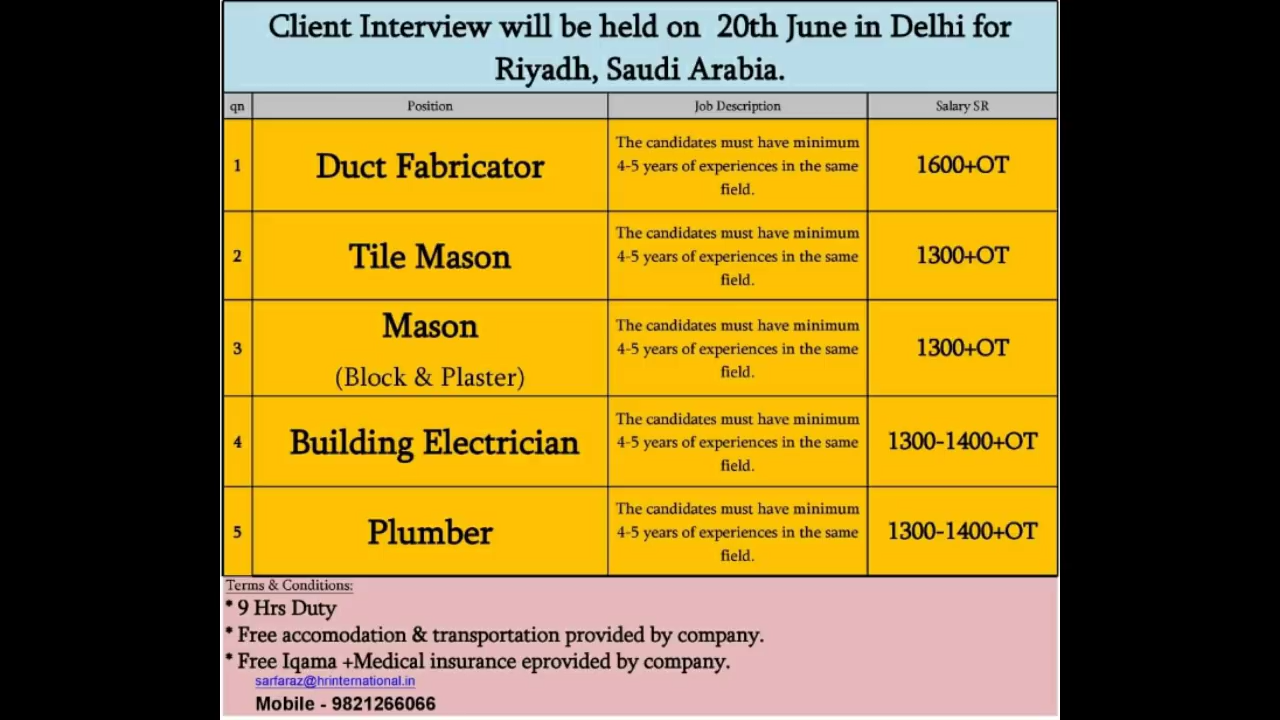 Client Interview will be held on 20th June in Delhi for
Riyadh, Saudi Arabia.
qn Position Job Description Salary SR
1 Duct Fabricator The candidates must have minimum 4-5 years of experiences in the same field. 1600+OT
2 Tile Mason The candidates must have minimum 4-5 years of experiences in the same field. 1300+OT
3 Mason (Block & Plaster) The candidates must have minimum 4-5 years of experiences in the same field. 1300+OT
4 Building Electrician The candidates must have minimum 4-5 years of experiences in the same field. 1300-1400+OT
5 Plumber The candidates must have minimum 4-5 years of experiences in the same field. 1300-1400+OT
Terms & Conditions:
* 9 Hrs Duty
* Free accomodation & transportation provided by company.
* Free Iqama +Medical insurance eprovided by company.
sarfaraz@hrinternational.in
Mobile - 9821266066